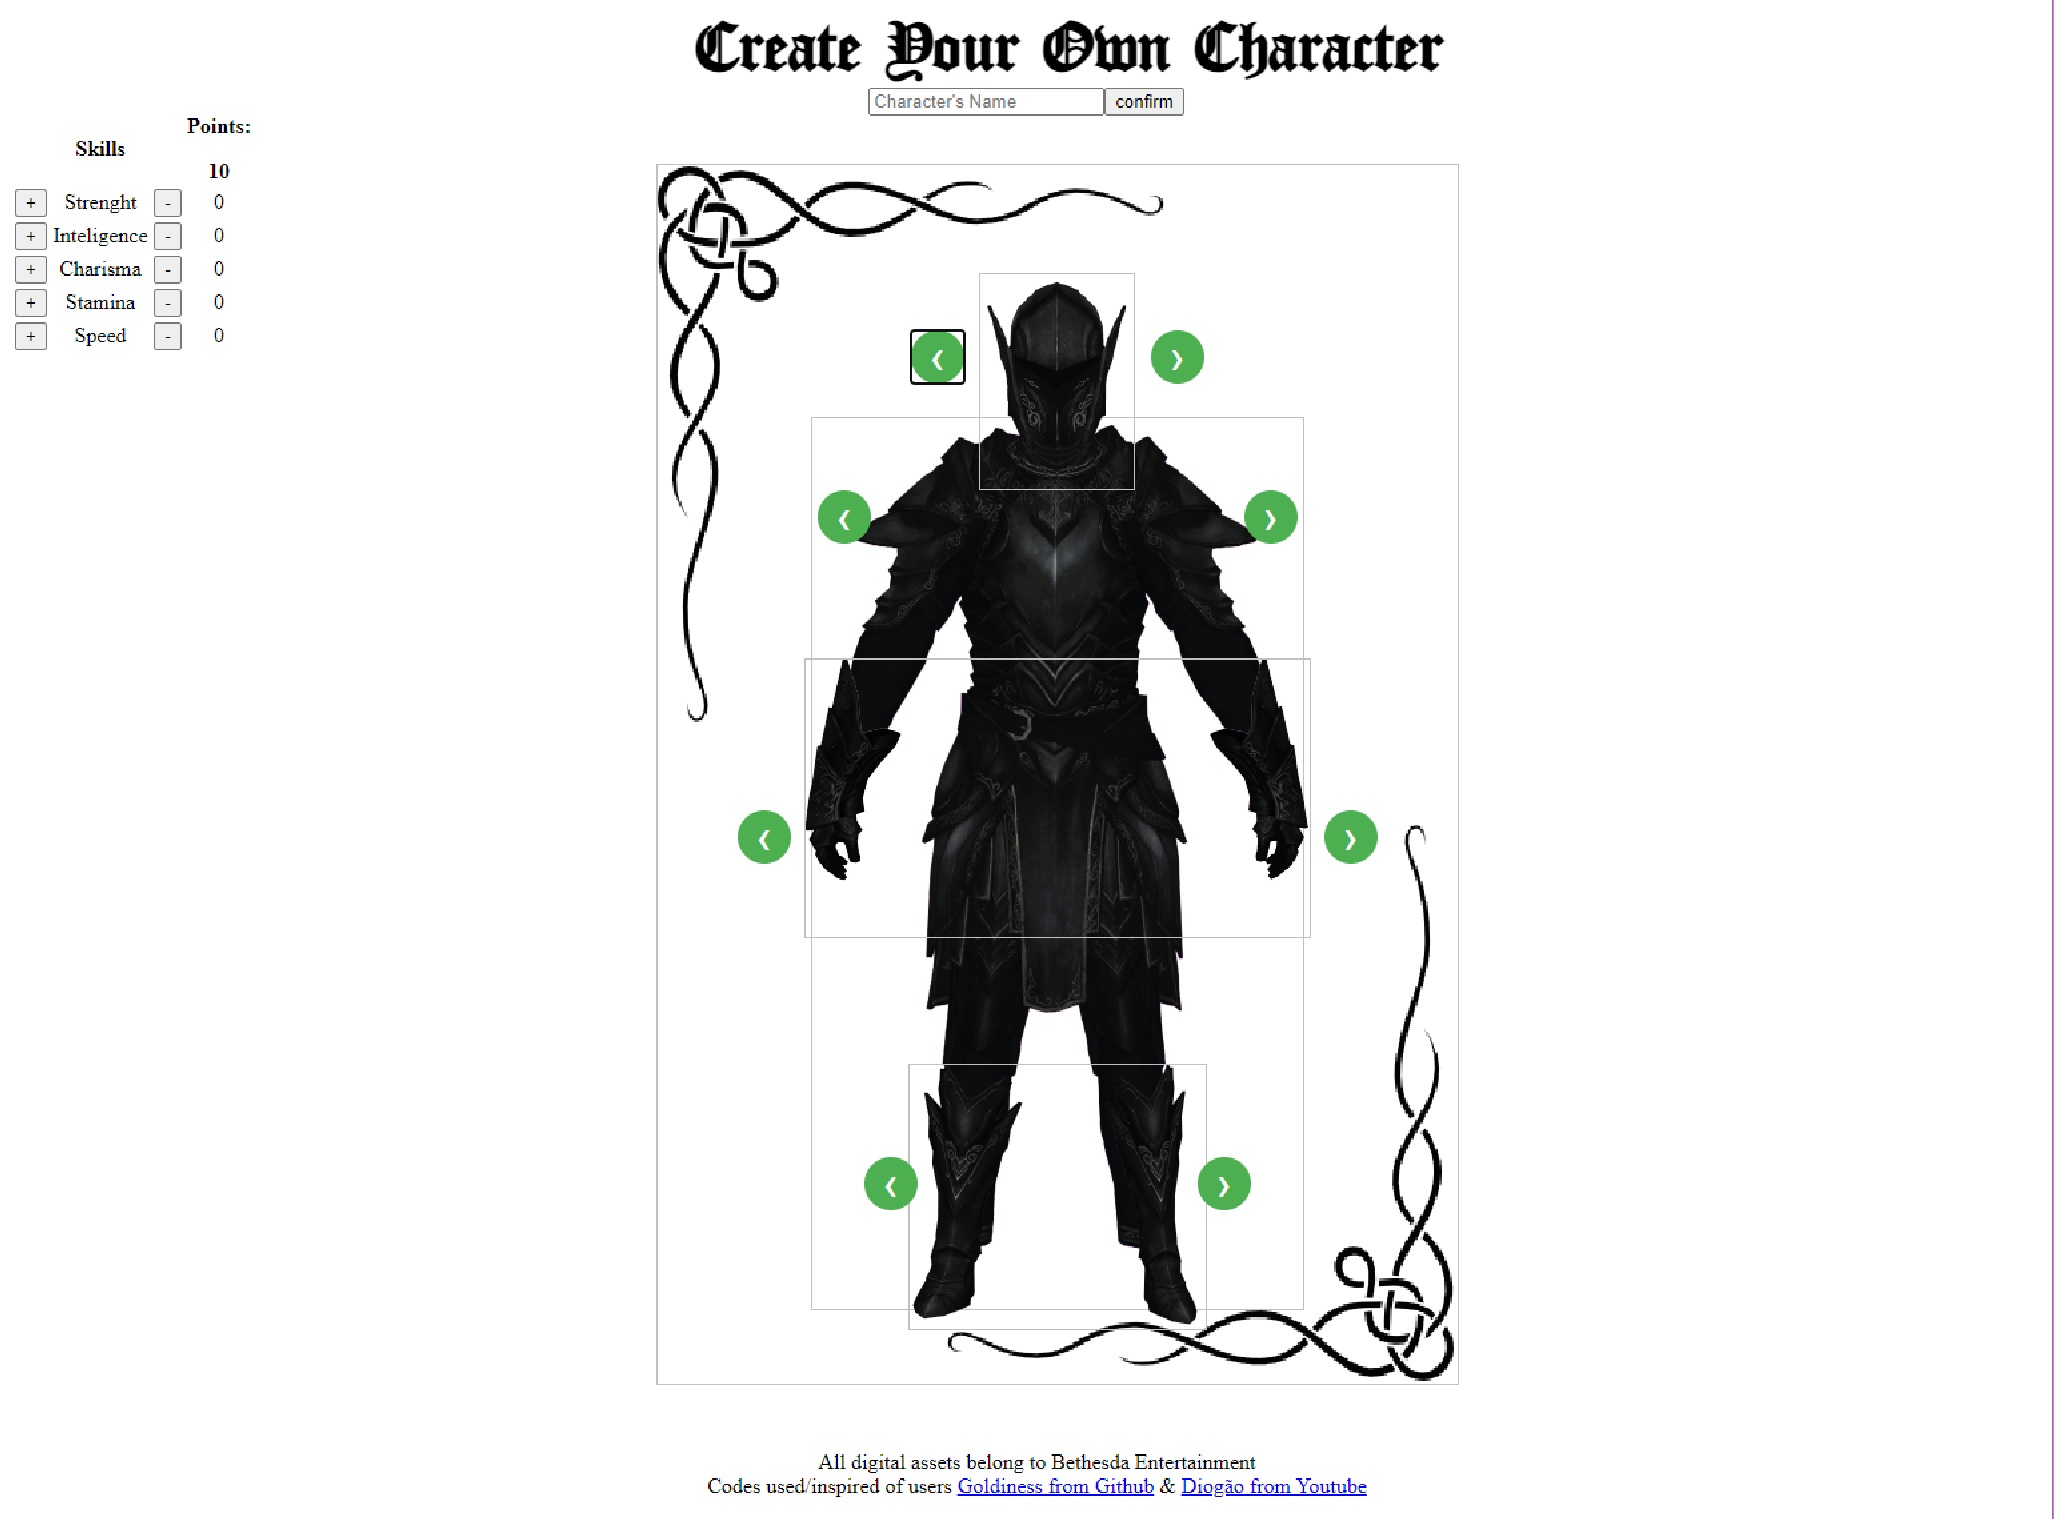 Create Your Own Character
Character's Name confirm
Points:
Skills
10
+ Strenght - 0
+ Inteligence - 0
+ Charisma - 0
+ Stamina - 0
+ Speed - 0
❮ ❯
❮ ❯
❮ ❯
❮ ❯
All digital assets belong to Bethesda Entertainment
Codes used/inspired of users Goldiness from Github & Diogão from Youtube